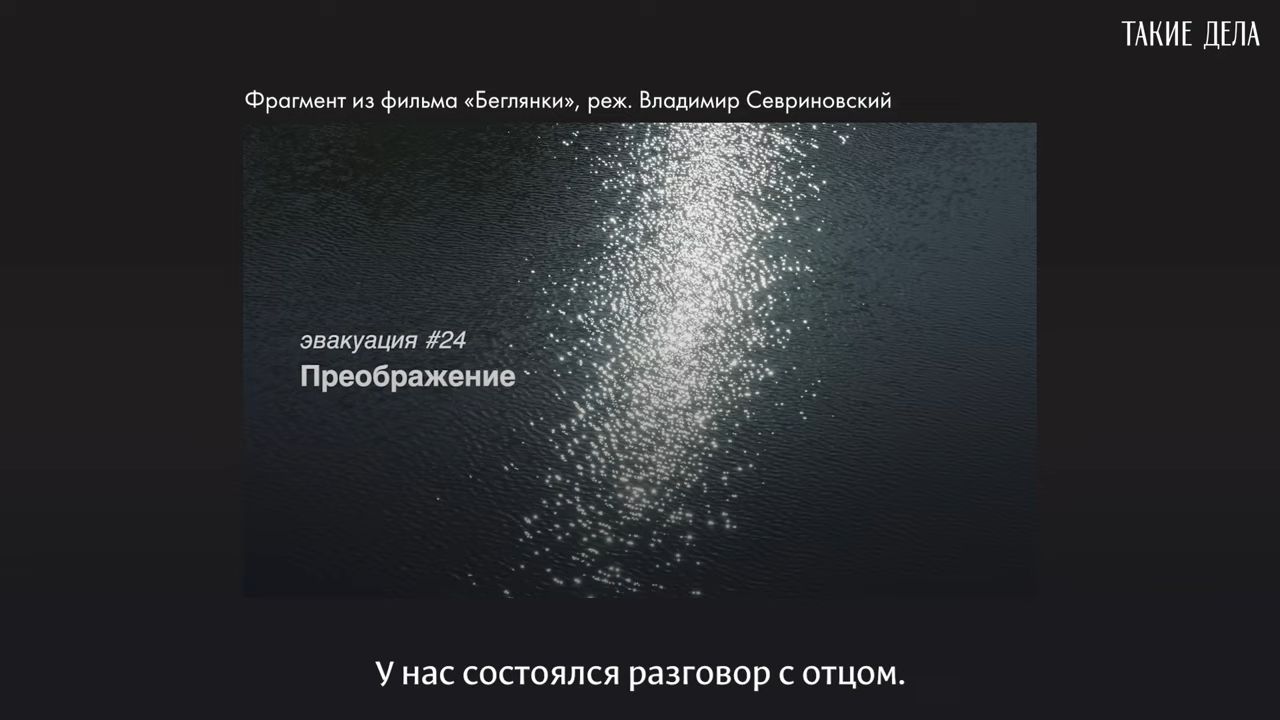 ТАКИЕ ДЕЛА
Фрагмент из фильма «Беглянки», реж. Владимир Севриновский
эвакуация #24
Преображение
У нас состоялся разговор с отцом.